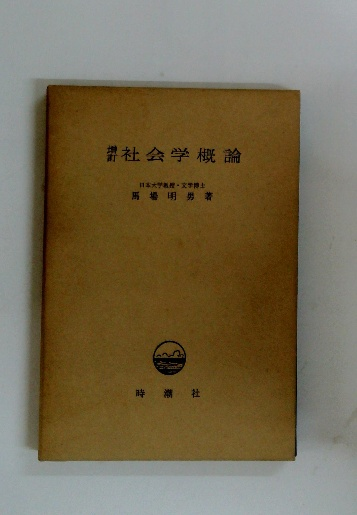 増訂 社会学概論
日本大学教授・文学博士
馬場明男著
時潮社